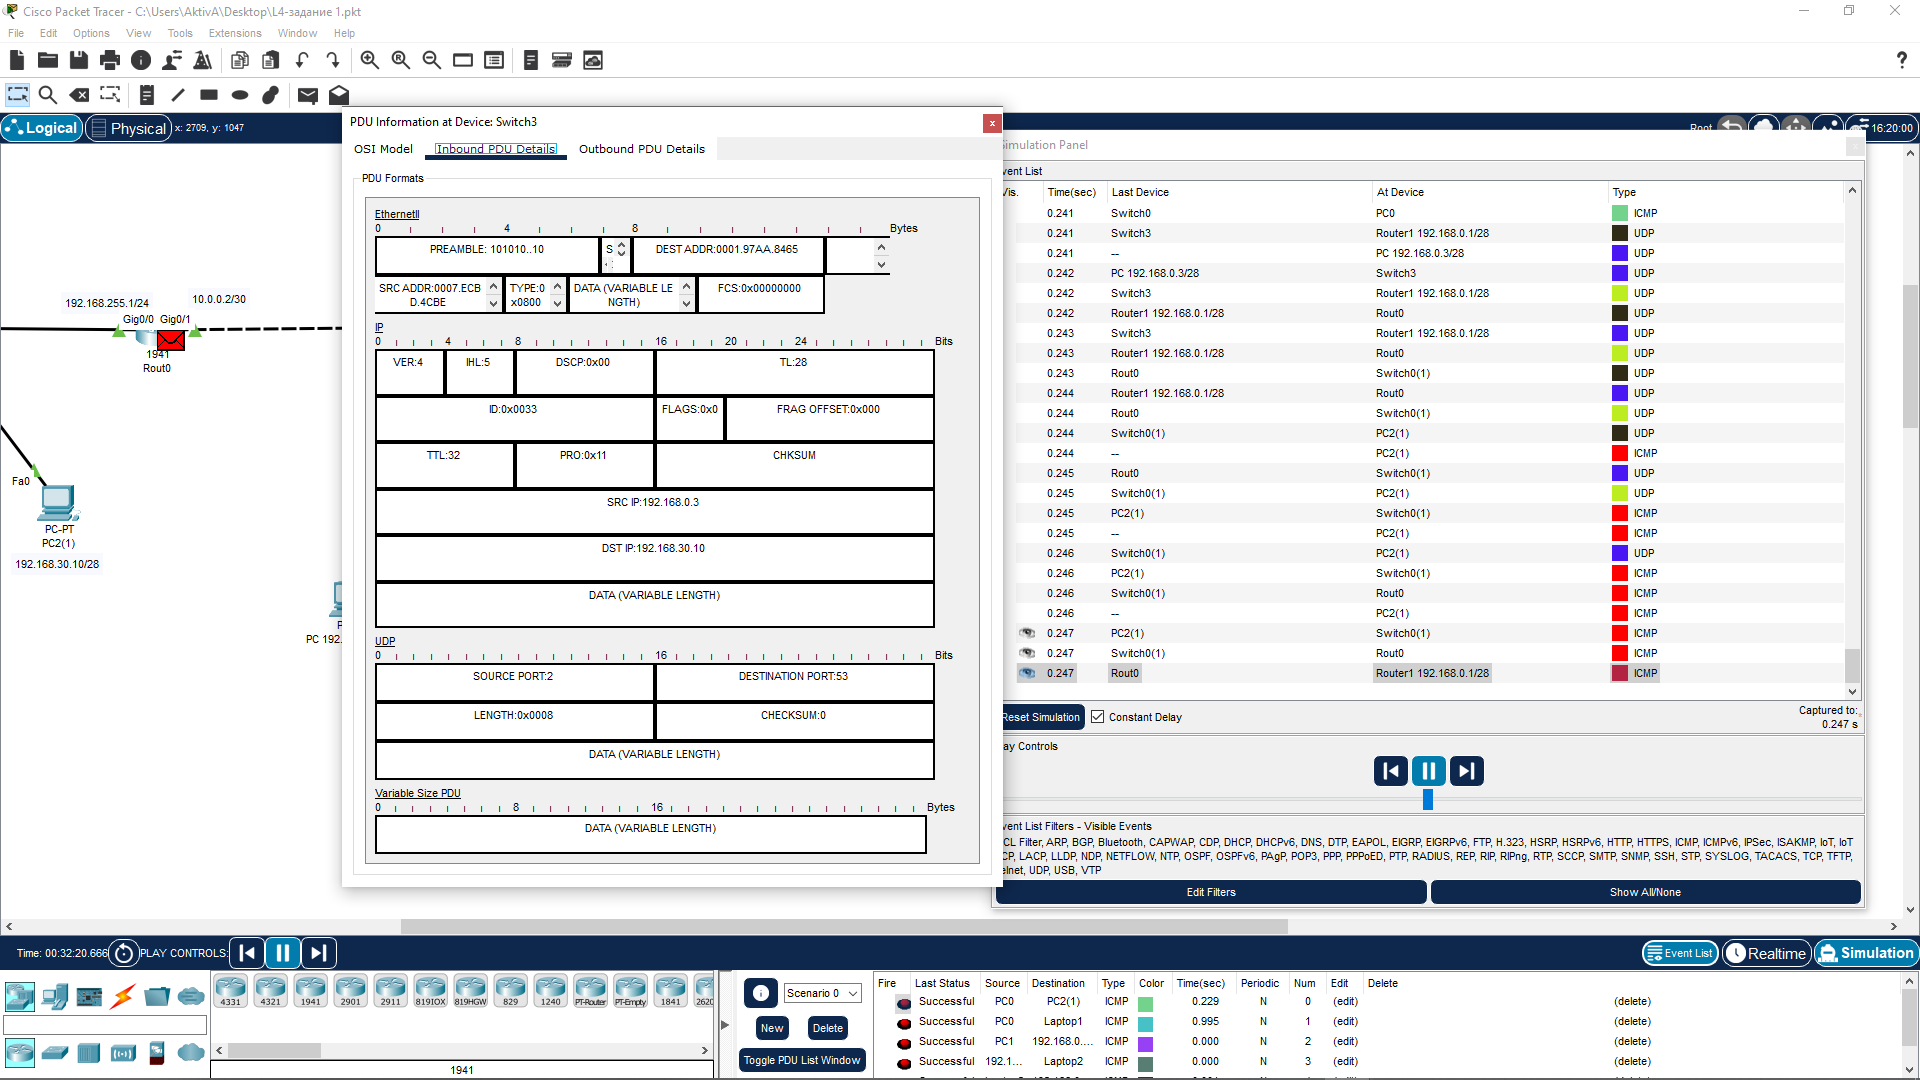 Cisco Packet Tracer - C:\Users\AktivA\Desktop\L4-задание 1.pkt
File Edit Options View Tools Extensions Window Help
Logical Physical x: 2709, y: 1047
Root 16:20:00
192.168.255.1/24 10.0.0.2/30
Gig0/0 Gig0/1
1941
Rout0
Fa0
PC-PT
PC2(1)
192.168.30.10/28
P
PC 192.
PDU Information at Device: Switch3
OSI Model Inbound PDU Details Outbound PDU Details
PDU Formats
EthernetII
0 4 8 Bytes
PREAMBLE: 101010..10 S DEST ADDR:0001.97AA.8465
SRC ADDR:0007.ECB
D.4CBE
TYPE:0
x0800
DATA (VARIABLE LE
NGTH)
FCS:0x00000000
IP
0 4 8 16 20 24 Bits
VER:4 IHL:5 DSCP:0x00 TL:28
ID:0x0033 FLAGS:0x0 FRAG OFFSET:0x000
TTL:32 PRO:0x11 CHKSUM
SRC IP:192.168.0.3
DST IP:192.168.30.10
DATA (VARIABLE LENGTH)
UDP
0 16 Bits
SOURCE PORT:2 DESTINATION PORT:53
LENGTH:0x0008 CHECKSUM:0
DATA (VARIABLE LENGTH)
Variable Size PDU
0 8 16 Bytes
DATA (VARIABLE LENGTH)
Simulation Panel
vent List
Vis. Time(sec) Last Device At Device Type
0.241 Switch0 PC0 ICMP
0.241 Switch3 Router1 192.168.0.1/28 UDP
0.241 -- PC 192.168.0.3/28 UDP
0.242 PC 192.168.0.3/28 Switch3 UDP
0.242 Switch3 Router1 192.168.0.1/28 UDP
0.242 Router1 192.168.0.1/28 Rout0 UDP
0.243 Switch3 Router1 192.168.0.1/28 UDP
0.243 Router1 192.168.0.1/28 Rout0 UDP
0.243 Rout0 Switch0(1) UDP
0.244 Router1 192.168.0.1/28 Rout0 UDP
0.244 Rout0 Switch0(1) UDP
0.244 Switch0(1) PC2(1) UDP
0.244 -- PC2(1) ICMP
0.245 Rout0 Switch0(1) UDP
0.245 Switch0(1) PC2(1) UDP
0.245 PC2(1) Switch0(1) ICMP
0.245 -- PC2(1) ICMP
0.246 Switch0(1) PC2(1) UDP
0.246 PC2(1) Switch0(1) ICMP
0.246 Switch0(1) Rout0 ICMP
0.246 -- PC2(1) ICMP
0.247 PC2(1) Switch0(1) ICMP
0.247 Switch0(1) Rout0 ICMP
0.247 Rout0 Router1 192.168.0.1/28 ICMP
Reset Simulation Constant Delay
Captured to:
0.247 s
ay Controls
vent List Filters - Visible Events
CL Filter, ARP, BGP, Bluetooth, CAPWAP, CDP, DHCP, DHCPv6, DNS, DTP, EAPOL, EIGRP, EIGRPv6, FTP, H.323, HSRP, HSRPv6, HTTP, HTTPS, ICMP, ICMPv6, IPSec, ISAKMP, IoT, IoT
CP, LACP, LLDP, NDP, NETFLOW, NTP, OSPF, OSPFv6, PAgP, POP3, PPP, PPPoED, PTP, RADIUS, REP, RIP, RIPng, RTP, SCCP, SMTP, SNMP, SSH, STP, SYSLOG, TACACS, TCP, TFTP,
elnet, UDP, USB, VTP
Edit Filters Show All/None
Time: 00:32:20.666 PLAY CONTROLS:
Event List Realtime Simulation
4331 4321 1941 2901 2911 819IOX 819HGW 829 1240 PT-Router PT-Empty 1841 2620
1941
Scenario 0
New Delete
Toggle PDU List Window
Fire Last Status Source Destination Type Color Time(sec) Periodic Num Edit Delete
Successful PC0 PC2(1) ICMP 0.229 N 0 (edit) (delete)
Successful PC0 Laptop1 ICMP 0.995 N 1 (edit) (delete)
Successful PC1 192.168.0.... ICMP 0.000 N 2 (edit) (delete)
Successful 192.1... Laptop2 ICMP 0.000 N 3 (edit) (delete)